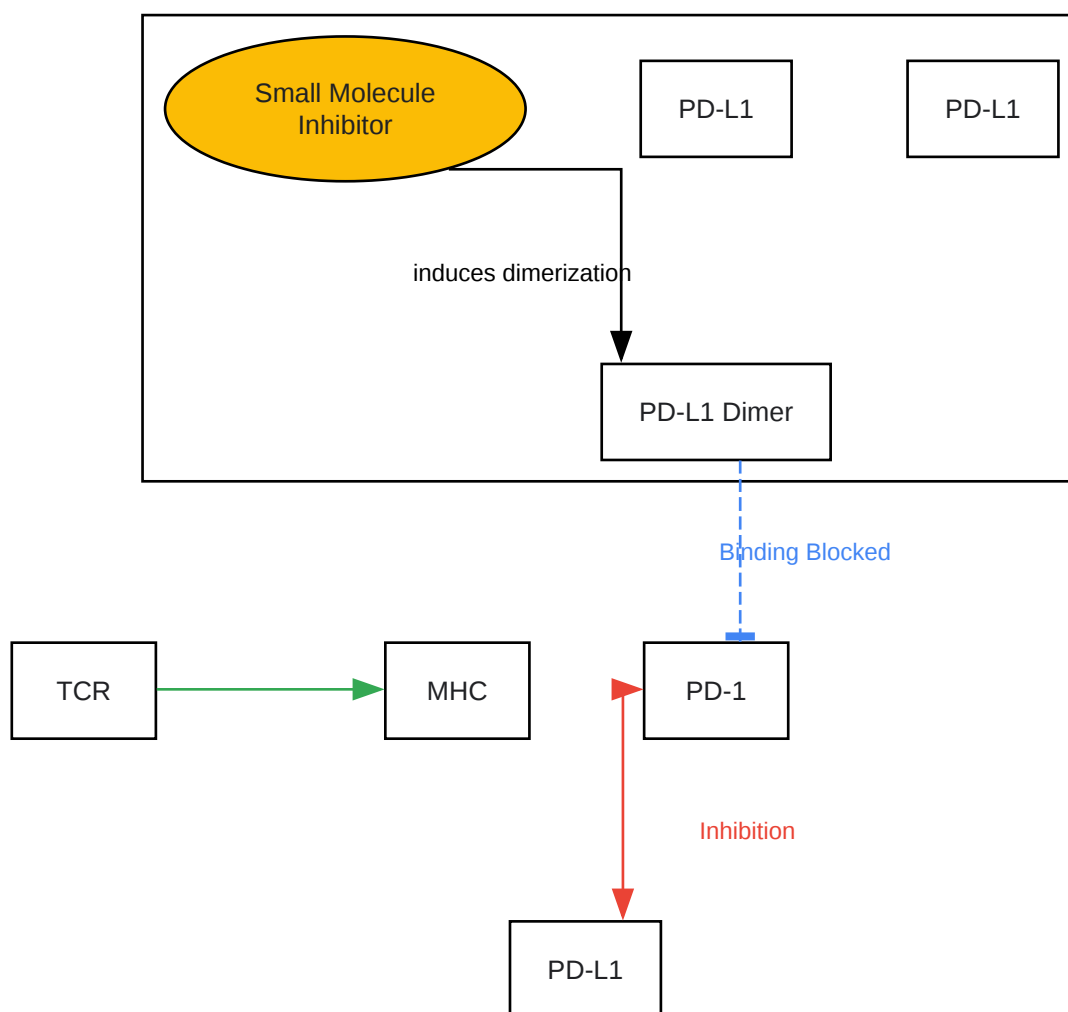 Small Molecule
Inhibitor
PD-L1
PD-L1
induces dimerization
PD-L1 Dimer
Binding Blocked
TCR
MHC
PD-1
Inhibition
PD-L1